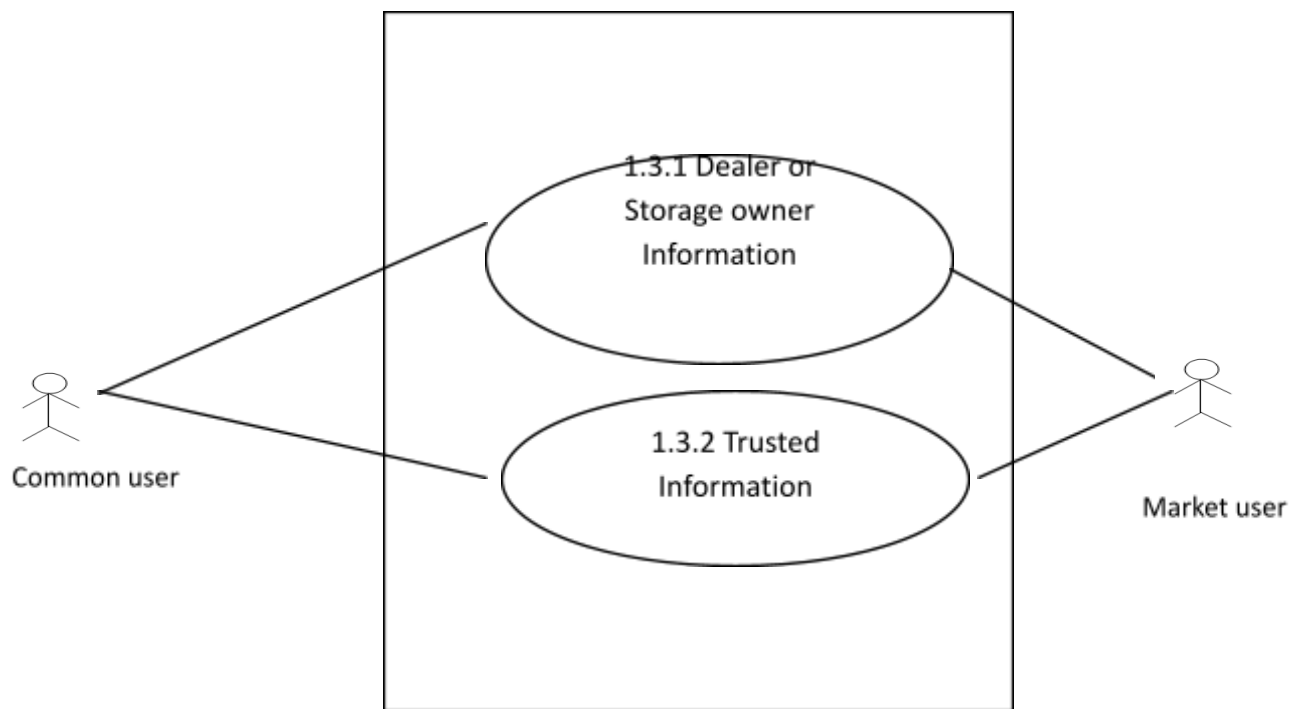 1.3.1 Dealer or
Storage owner
Information
1.3.2 Trusted
Information
Common user
Market user